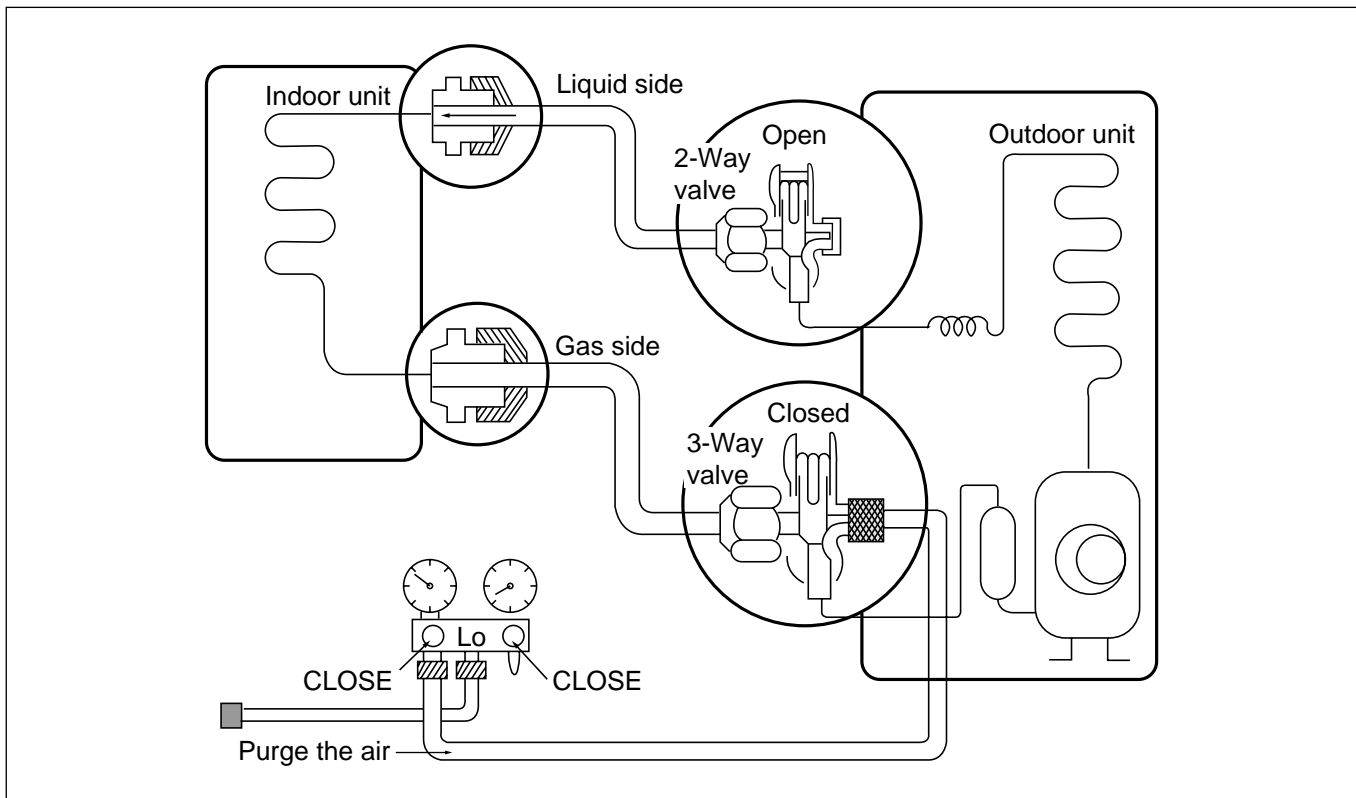 Indoor unit
Liquid side
Open
2-Way
valve
Outdoor unit
Gas side
Closed
3-Way
valve
Lo
CLOSE
CLOSE
Purge the air